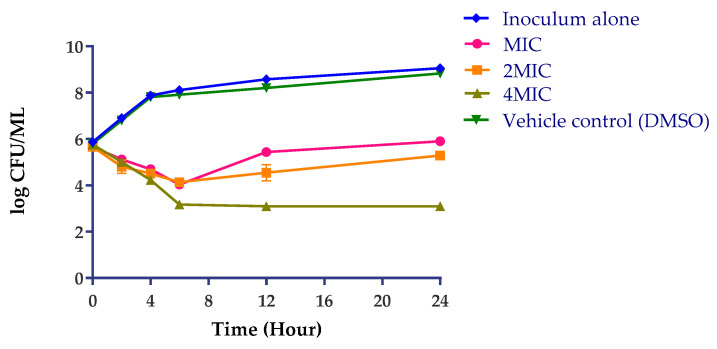 Inoculum alone
MIC
2MIC
4MIC
Vehicle control (DMSO)
log CFU/ML
10
8
6
4
2
0
0 4 8 12 16 20 24
Time (Hour)